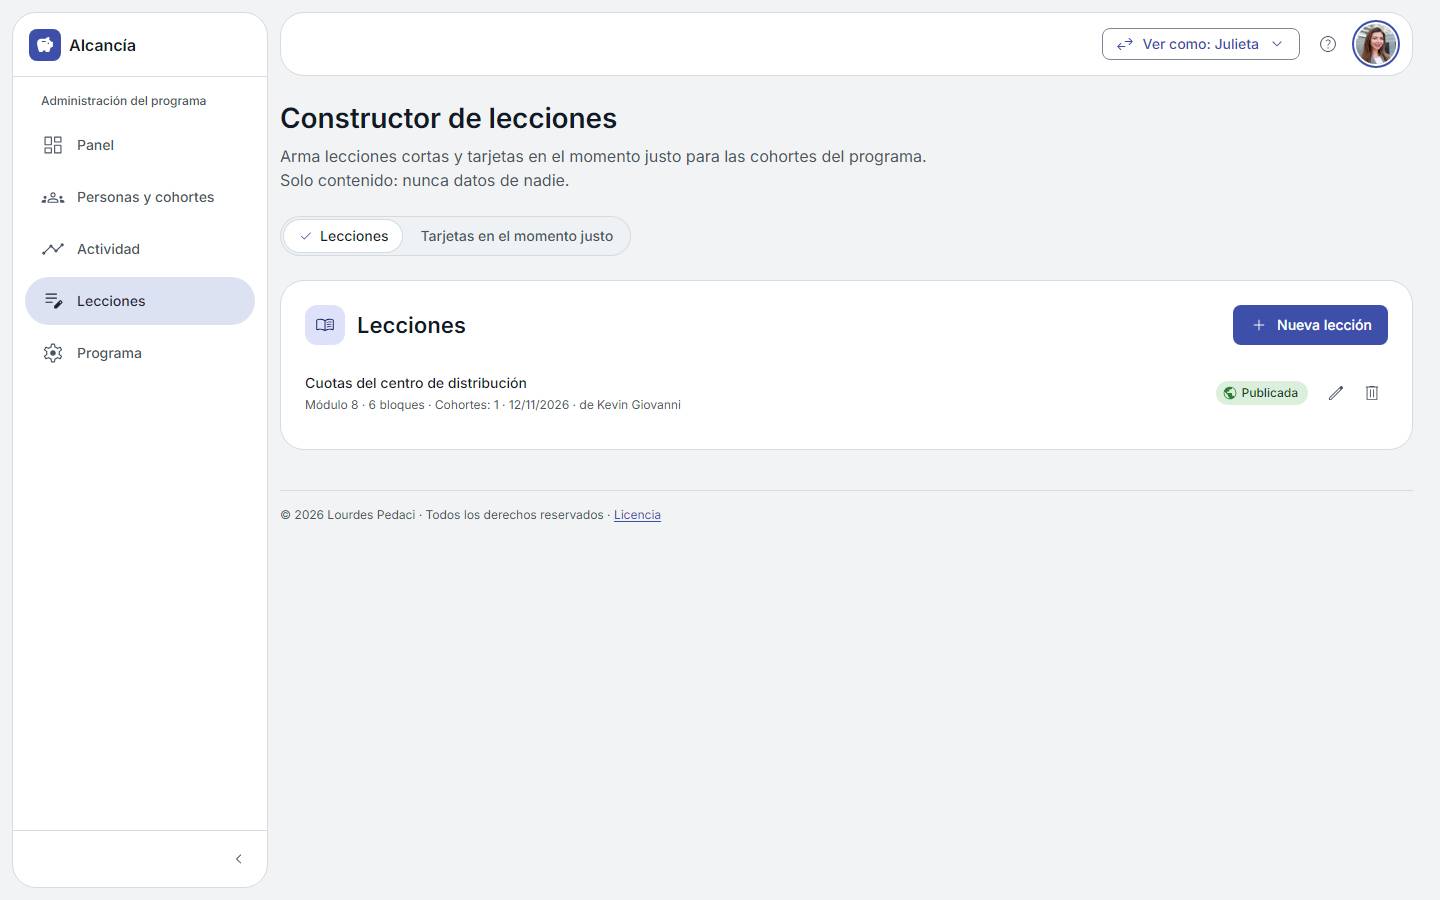 Alcancía
Ver como: Julieta
Administración del programa
Panel
Personas y cohortes
Actividad
Lecciones
Programa
Constructor de lecciones
Arma lecciones cortas y tarjetas en el momento justo para las cohortes del programa.
Solo contenido: nunca datos de nadie.
Lecciones
Tarjetas en el momento justo
Lecciones
Nueva lección
Cuotas del centro de distribución
Módulo 8 · 6 bloques · Cohortes: 1 · 12/11/2026 · de Kevin Giovanni
Publicada
© 2026 Lourdes Pedaci · Todos los derechos reservados · Licencia